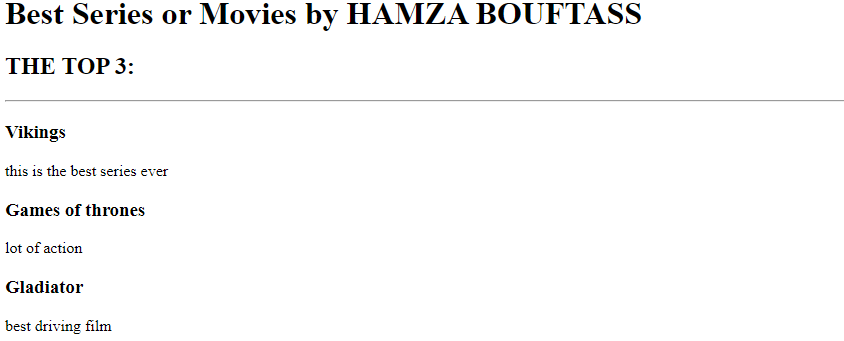 Best Series or Movies by HAMZA BOUFTASS
THE TOP 3:
Vikings
this is the best series ever
Games of thrones
lot of action
Gladiator
best driving film